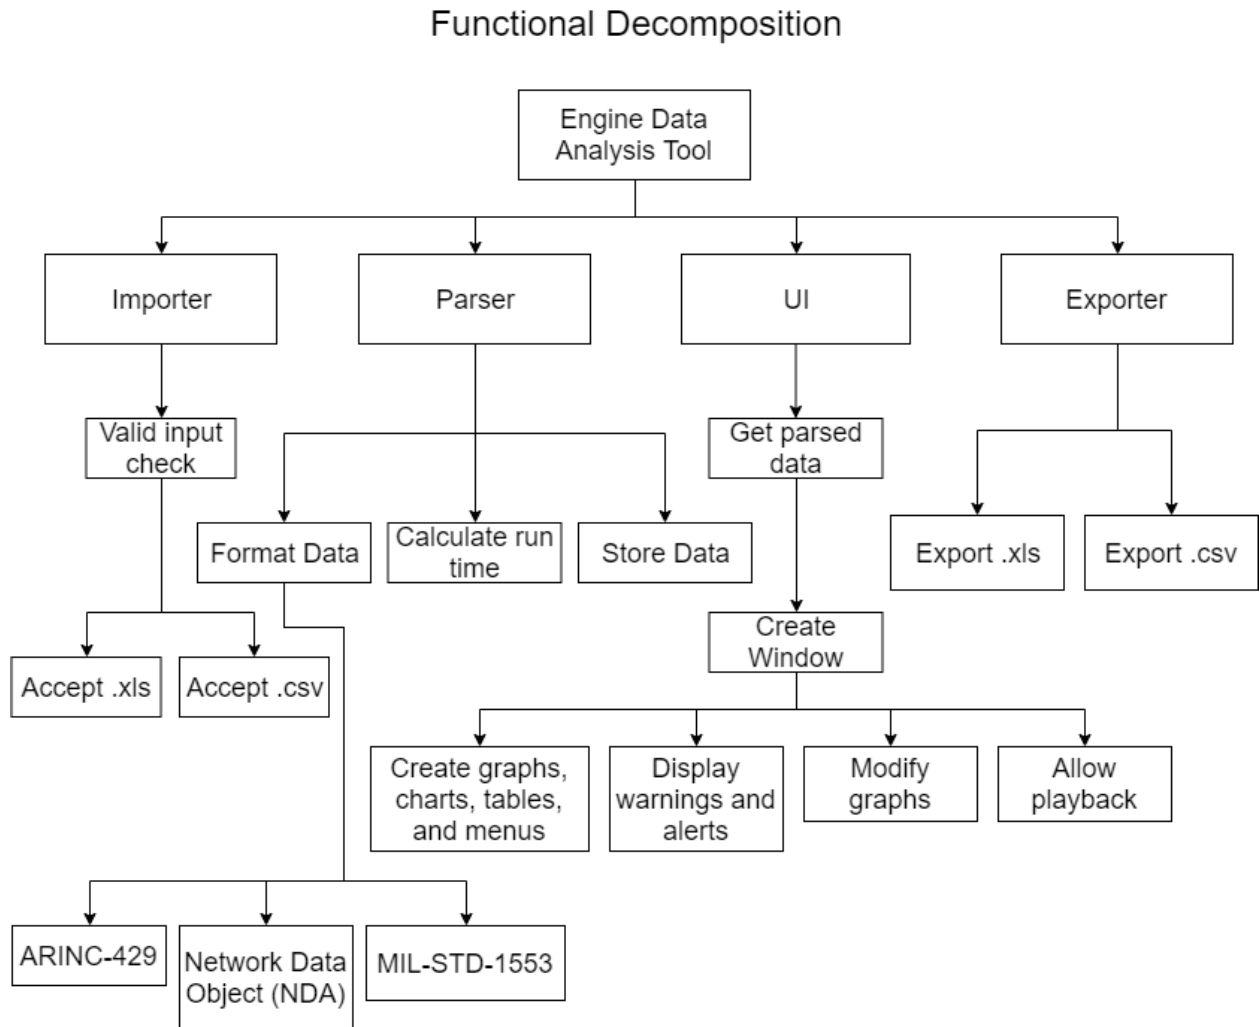 Functional Decomposition
Engine Data
Analysis Tool
Importer
Parser
UI
Exporter
Valid input
check
Get parsed
data
Format Data
Calculate run
time
Store Data
Export .xls
Export .csv
Create
Window
Accept .xls
Accept .csv
Create graphs,
charts, tables,
and menus
Display
warnings and
alerts
Modify
graphs
Allow
playback
ARINC-429
Network Data
Object (NDA)
MIL-STD-1553